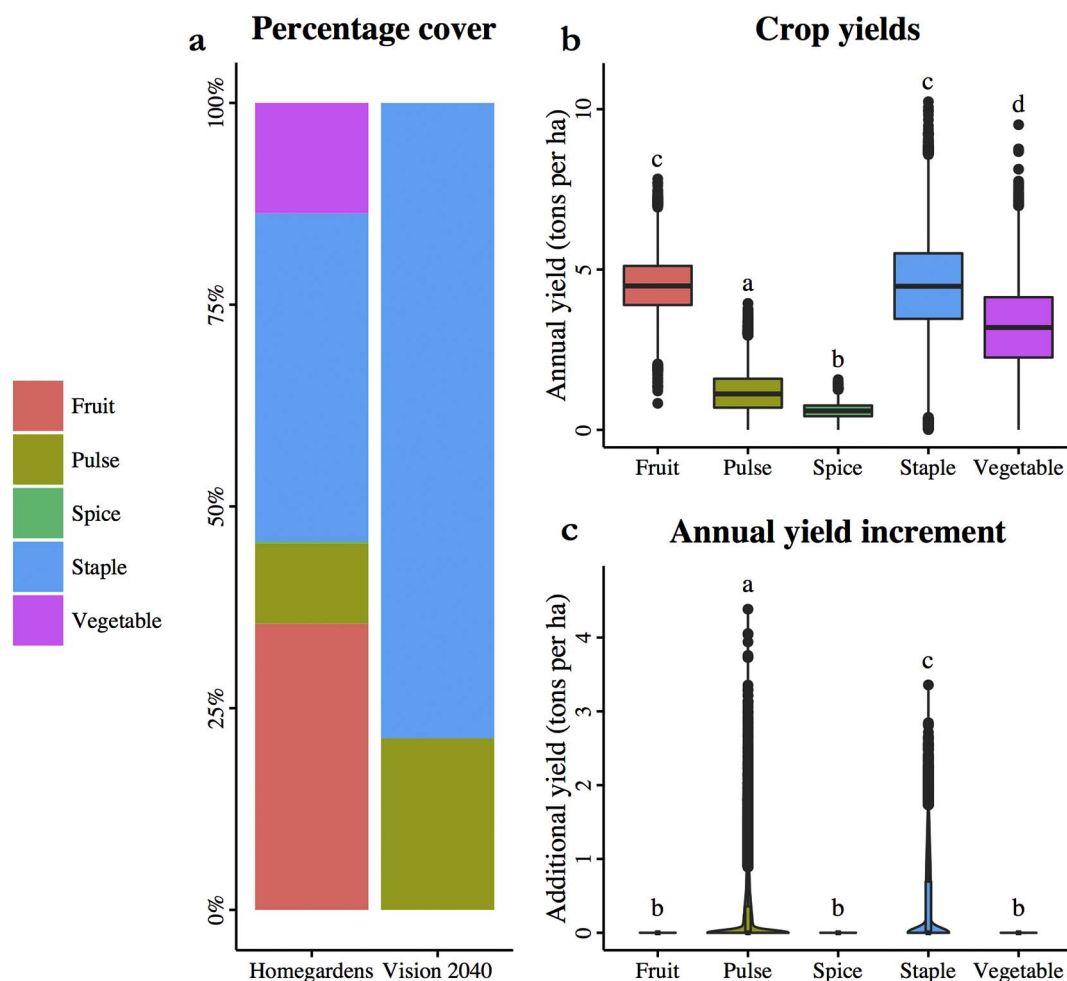 a
Percentage cover
100%
75%
50%
25%
0%
Homegardens Vision 2040
Fruit
Pulse
Spice
Staple
Vegetable
b
Crop yields
Annual yield (tons per ha)
10
5
0
c
a
b
c
d
Fruit Pulse Spice Staple Vegetable
c
Annual yield increment
Additional yield (tons per ha)
4
3
2
1
0
b
a
b
c
b
Fruit Pulse Spice Staple Vegetable